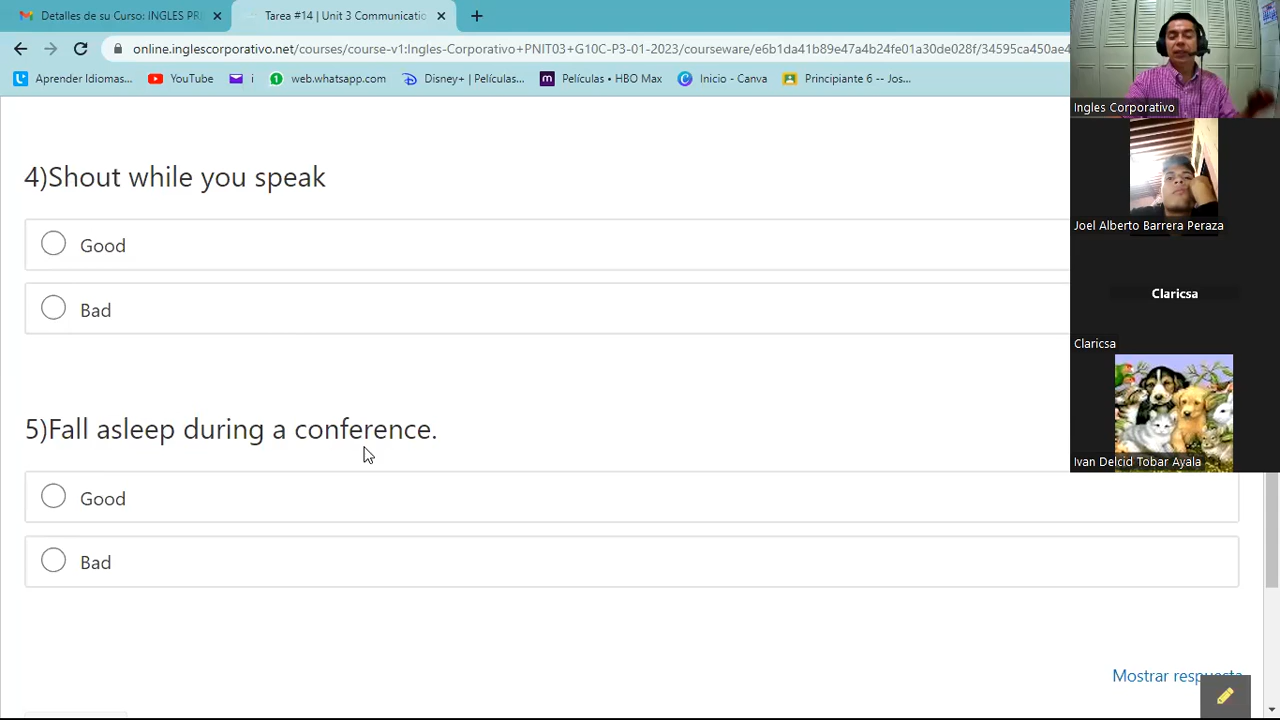 Detalles de su Curso: INGLES PR
Tarea #14 | Unit 3 Communicatio
online.inglescorporativo.net/courses/course-v1:Ingles-Corporativo+PNIT03+G10C-P3-01-2023/courseware/e6b1da41b89e47a4b24fe01a30de028f/34595ca450ae4
Aprender Idiomas...
YouTube
i
web.whatsapp.com
Disney+ | Películas...
Películas • HBO Max
Inicio - Canva
Principiante 6 -- Jos...
Ingles Corporativo
4)Shout while you speak
Good
Bad
Joel Alberto Barrera Peraza
Claricsa
Claricsa
5)Fall asleep during a conference.
Ivan Delcid Tobar Ayala
Good
Bad
Mostrar respuesta